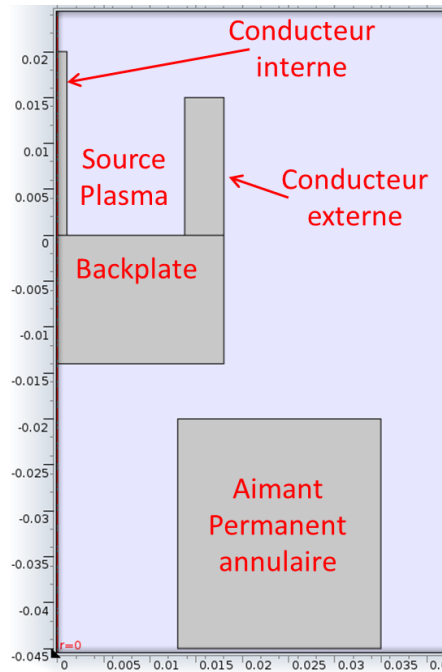 Conducteur
interne
0.02
0.015
Source
Plasma
0.01
Conducteur
externe
0.005
0
Backplate
-0.005
-0.01
-0.015
-0.02
-0.025
Aimant
Permanent
annulaire
-0.03
-0.035
-0.04
-0.045
r=0
0 0.005 0.01 0.015 0.02 0.025 0.03 0.035